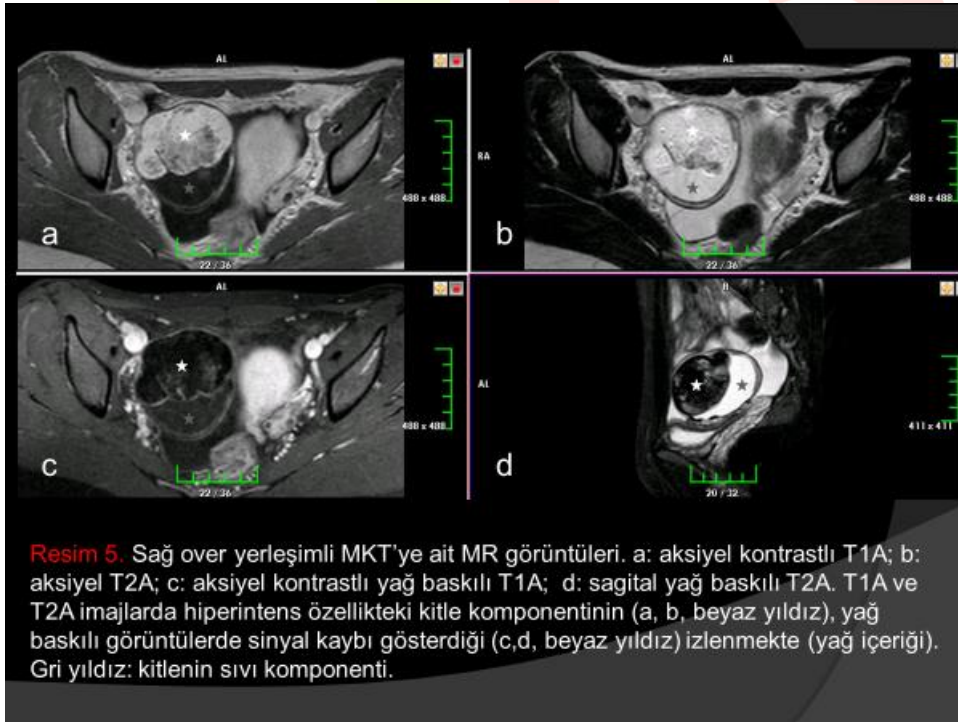 AL
AL
RA
488 x 488
488 x 488
a
b
22 / 36
22 / 36
AL
H
AL
488 x 488
411 x 411
c
d
22 / 36
20 / 32
Resim 5. Sağ over yerleşimli MKT’ye ait MR görüntüleri. a: aksiyel kontrastlı T1A; b:
aksiyel T2A; c: aksiyel kontrastlı yağ baskılı T1A; d: sagital yağ baskılı T2A. T1A ve
T2A imajlarda hiperintens özellikteki kitle komponentinin (a, b, beyaz yıldız), yağ
baskılı görüntülerde sinyal kaybı gösterdiği (c,d, beyaz yıldız) izlenmekte (yağ içeriği).
Gri yıldız: kitlenin sıvı komponenti.